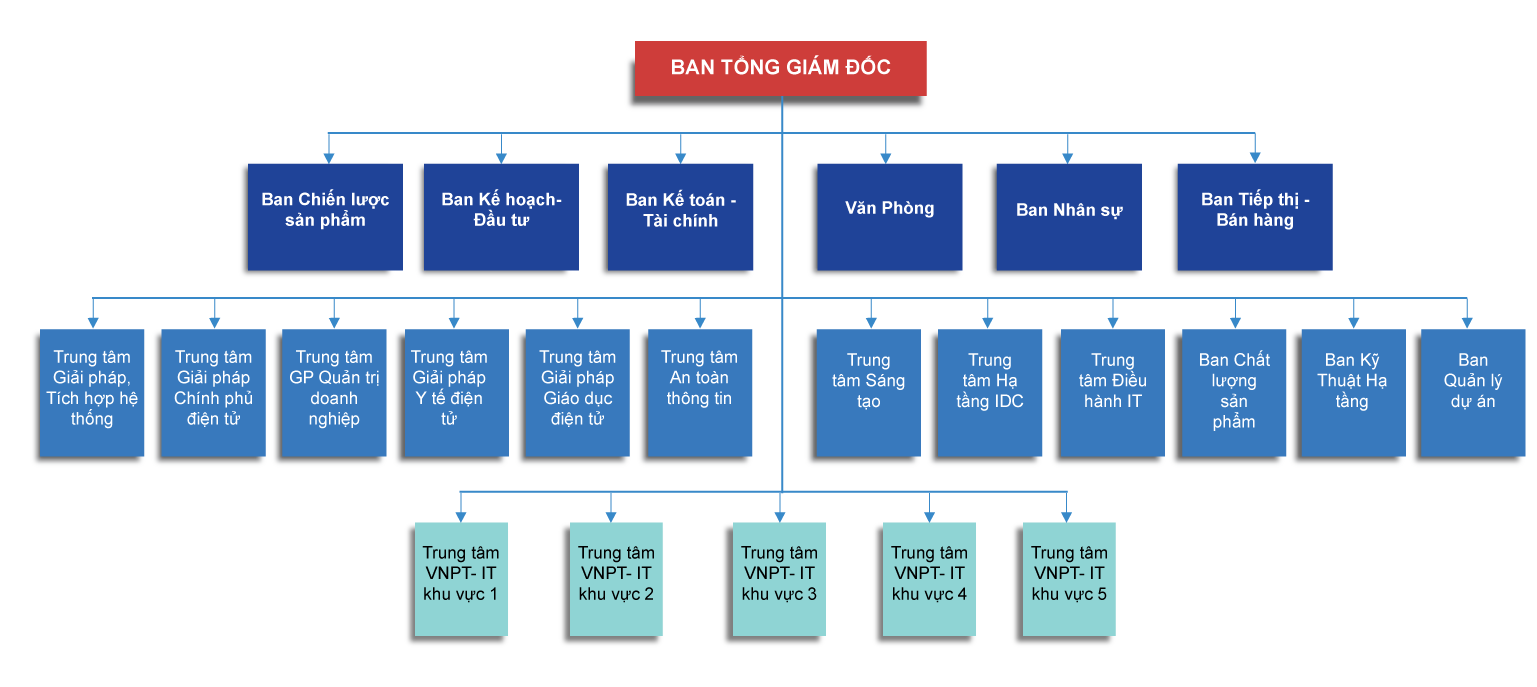 BAN TỔNG GIÁM ĐỐC
Ban Chiến lược
sản phẩm
Ban Kế hoạch-
Đầu tư
Ban Kế toán -
Tài chính
Văn Phòng
Ban Nhân sự
Ban Tiếp thị -
Bán hàng
Trung tâm
Giải pháp,
Tích hợp hệ
thống
Trung tâm
Giải pháp
Chính phủ
điện tử
Trung tâm
GP Quản trị
doanh
nghiệp
Trung tâm
Giải pháp
Y tế điện
tử
Trung tâm
Giải pháp
Giáo dục
điện tử
Trung tâm
An toàn
thông tin
Trung
tâm Sáng
tạo
Trung
tâm Hạ
tầng IDC
Trung
tâm Điều
hành IT
Ban Chất
lượng
sản
phẩm
Ban Kỹ
Thuật Hạ
tầng
Ban
Quản lý
dự án
Trung tâm
VNPT- IT
khu vực 1
Trung tâm
VNPT- IT
khu vực 2
Trung tâm
VNPT- IT
khu vực 3
Trung tâm
VNPT- IT
khu vực 4
Trung tâm
VNPT- IT
khu vực 5